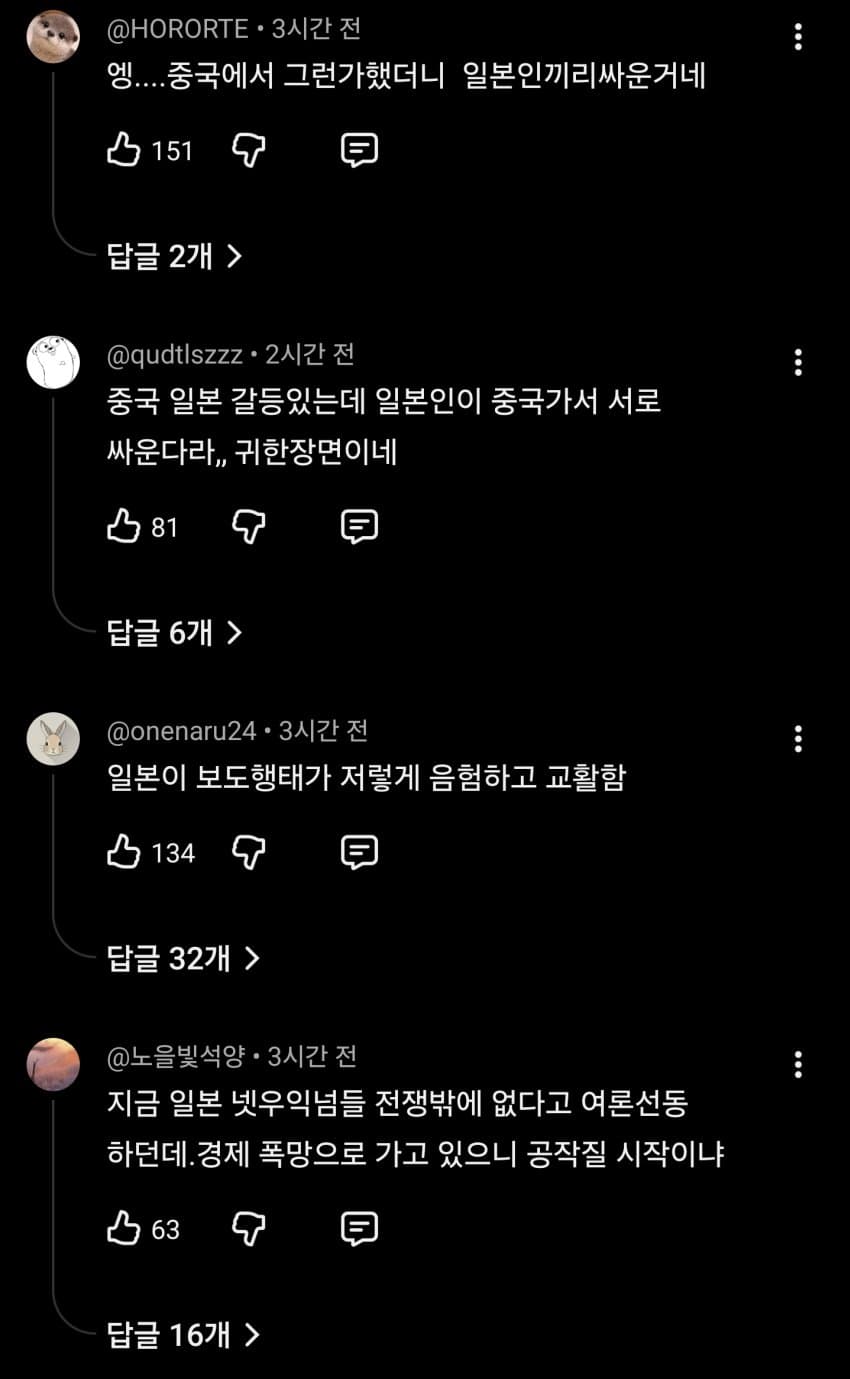 @HORORTE • 3시간 전
엥....중국에서 그런가했더니 일본인끼리싸운거네
151
답글 2개
@qudtlszzz • 2시간 전
중국 일본 갈등있는데 일본인이 중국가서 서로
싸운다라,, 귀한장면이네
81
답글 6개
@onenaru24 • 3시간 전
일본이 보도행태가 저렇게 음험하고 교활함
134
답글 32개
@노을빛석양 • 3시간 전
지금 일본 넷우익넘들 전쟁밖에 없다고 여론선동
하던데.경제 폭망으로 가고 있으니 공작질 시작이냐
63
답글 16개